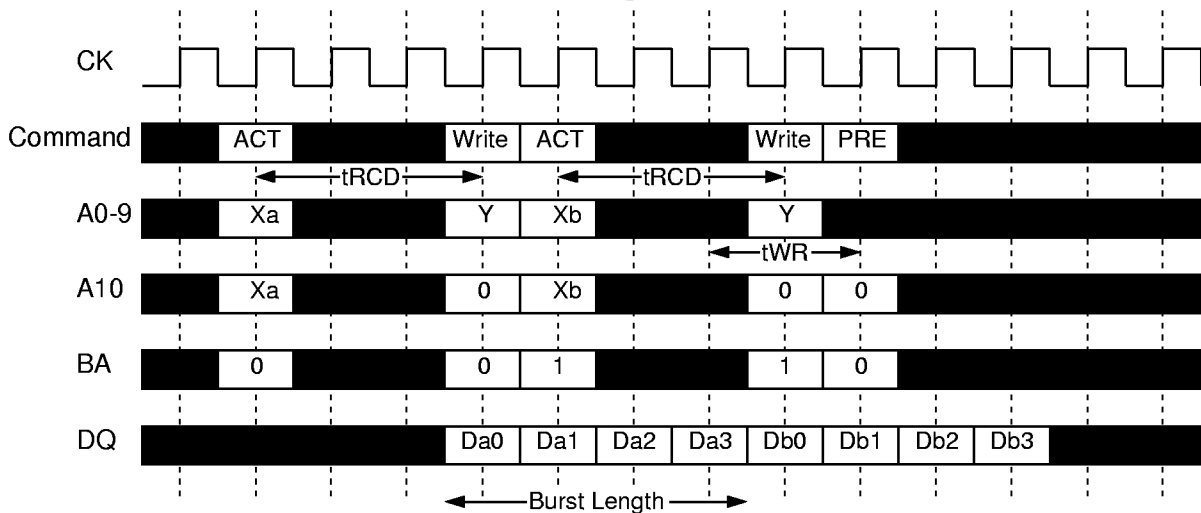 CK
Command ACT Write ACT Write PRE
tRCD tRCD
A0-9 Xa Y Xb Y
tWR
A10 Xa 0 Xb 0 0
BA 0 0 1 1 0
DQ Da0 Da1 Da2 Da3 Db0 Db1 Db2 Db3
Burst Length